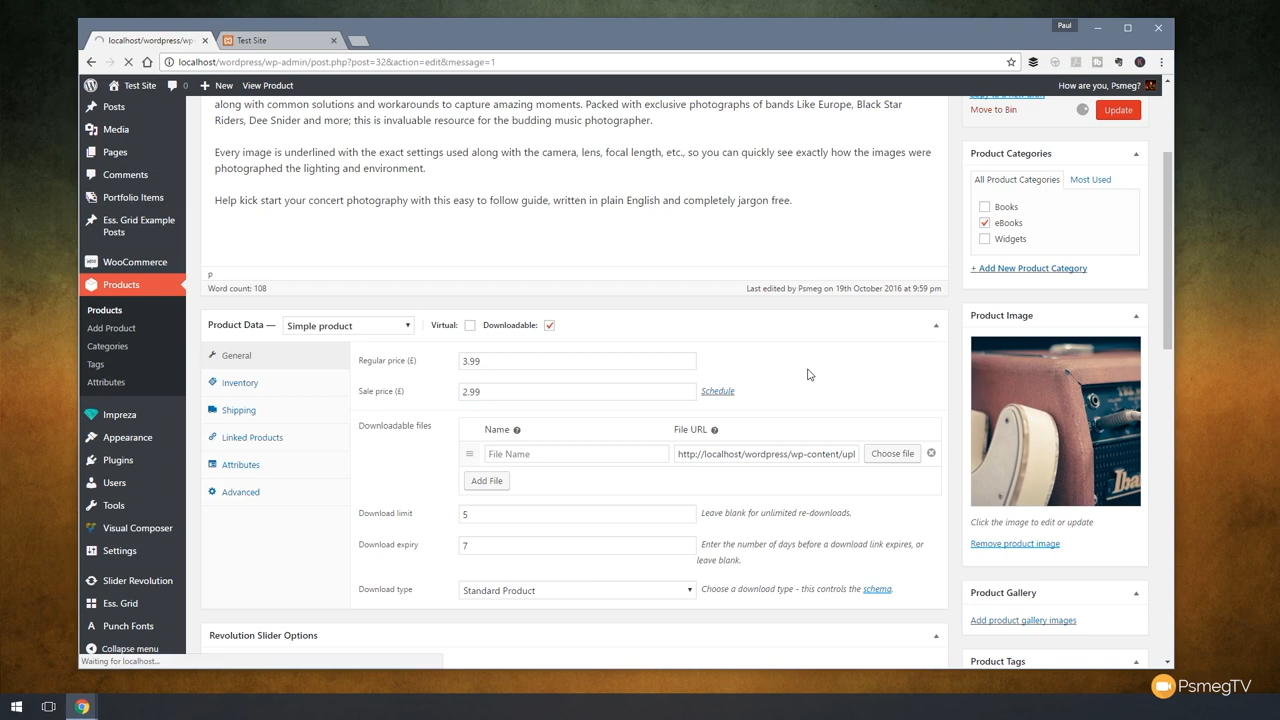 Paul
localhost/wordpress/wp-
Test Site
localhost/wordpress/wp-admin/post.php?post=32&action=edit&message=1
Test Site
0
New
View Product
How are you, Psmeg?
Posts
Media
Pages
Comments
Portfolio Items
Ess. Grid Example
Posts
WooCommerce
Products
Products
Add Product
Categories
Tags
Attributes
Impreza
Appearance
Plugins
Users
Tools
Visual Composer
Settings
Slider Revolution
Ess. Grid
Punch Fonts
Collapse menu
Waiting for localhost...
along with common solutions and workarounds to capture amazing moments. Packed with exclusive photographs of bands Like Europe, Black Star
Riders, Dee Snider and more; this is invaluable resource for the budding music photographer.
Every image is underlined with the exact settings used along with the camera, lens, focal length, etc., so you can quickly see exactly how the images were
photographed the lighting and environment.
Help kick start your concert photography with this easy to follow guide, written in plain English and completely jargon free.
p
Word count: 108
Last edited by Psmeg on 19th October 2016 at 9:59 pm
Product Data —
Simple product
Virtual:
Downloadable:
General
Inventory
Shipping
Linked Products
Attributes
Advanced
Regular price (£)
3.99
Sale price (£)
2.99
Schedule
Downloadable files
Name
File URL
File Name
http://localhost/wordpress/wp-content/upl
Choose file
Add File
Download limit
5
Leave blank for unlimited re-downloads.
Download expiry
7
Enter the number of days before a download link expires, or
leave blank.
Download type
Standard Product
Choose a download type - this controls the schema.
Revolution Slider Options
Move to Bin
Update
Product Categories
All Product Categories
Most Used
Books
eBooks
Widgets
+ Add New Product Category
Product Image
Click the image to edit or update
Remove product image
Product Gallery
Add product gallery images
Product Tags
PsmegTV